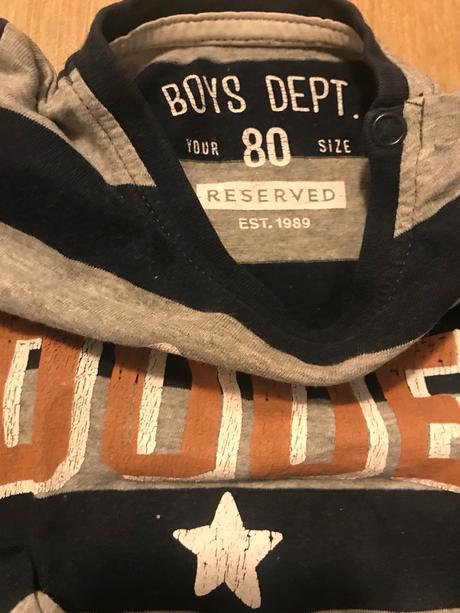 BOYS DEPT.
YOUR 80 SIZE
RESERVED
EST. 1989